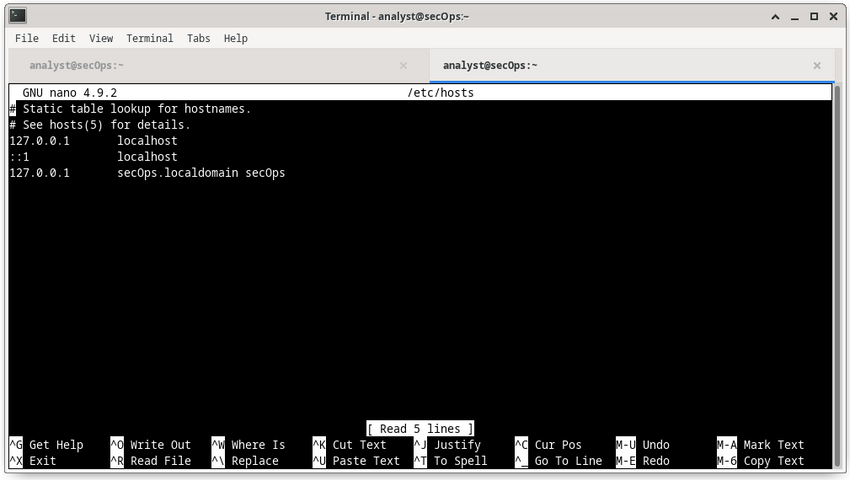 Terminal - analyst@secOps:~
File Edit View Terminal Tabs Help
analyst@secOps:~ analyst@secOps:~
GNU nano 4.9.2 /etc/hosts
# Static table lookup for hostnames.
# See hosts(5) for details.
127.0.0.1 localhost
::1 localhost
127.0.0.1 secOps.localdomain secOps
[ Read 5 lines ]
^G Get Help ^O Write Out ^W Where Is ^K Cut Text ^J Justify ^C Cur Pos M-U Undo M-A Mark Text
^X Exit ^R Read File ^\ Replace ^U Paste Text ^T To Spell ^_ Go To Line M-E Redo M-6 Copy Text